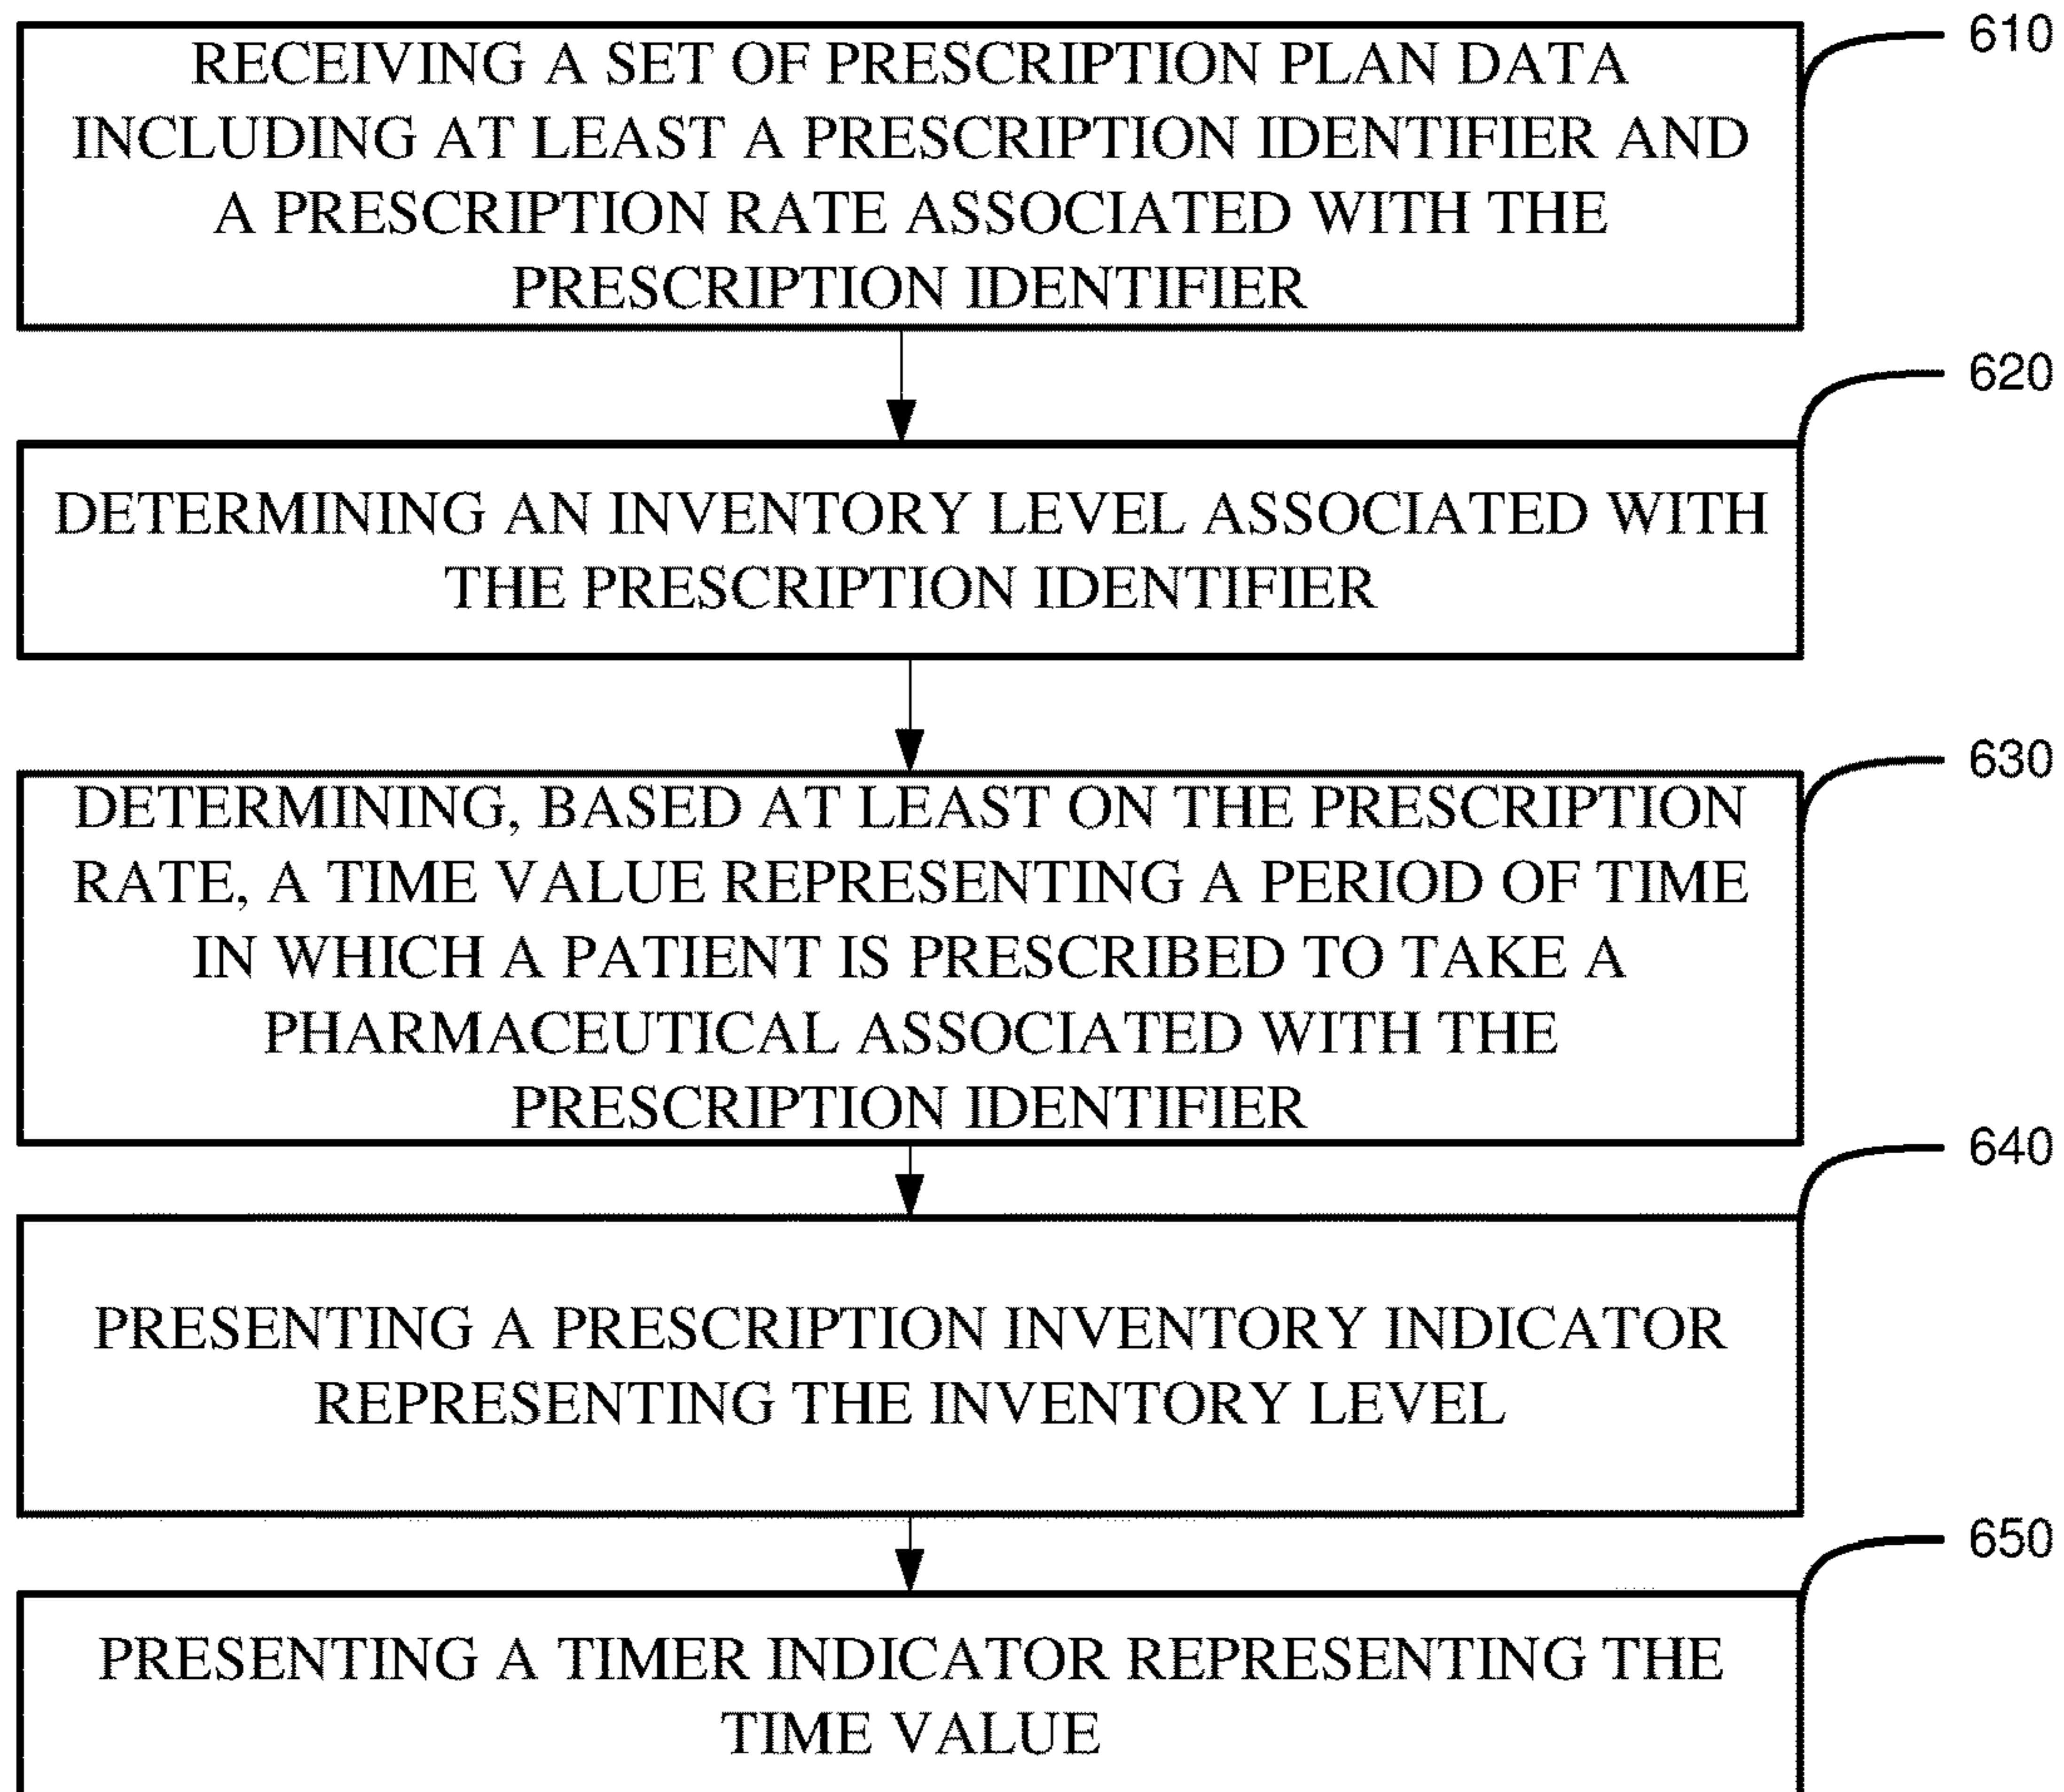 610
RECEIVING A SET OF PRESCRIPTION PLAN DATA
INCLUDING AT LEAST A PRESCRIPTION IDENTIFIER AND
A PRESCRIPTION RATE ASSOCIATED WITH THE
PRESCRIPTION IDENTIFIER
620
DETERMINING AN INVENTORY LEVEL ASSOCIATED WITH
THE PRESCRIPTION IDENTIFIER
630
DETERMINING, BASED AT LEAST ON THE PRESCRIPTION
RATE, A TIME VALUE REPRESENTING A PERIOD OF TIME
IN WHICH A PATIENT IS PRESCRIBED TO TAKE A
PHARMACEUTICAL ASSOCIATED WITH THE
PRESCRIPTION IDENTIFIER
640
PRESENTING A PRESCRIPTION INVENTORY INDICATOR
REPRESENTING THE INVENTORY LEVEL
650
PRESENTING A TIMER INDICATOR REPRESENTING THE
TIME VALUE